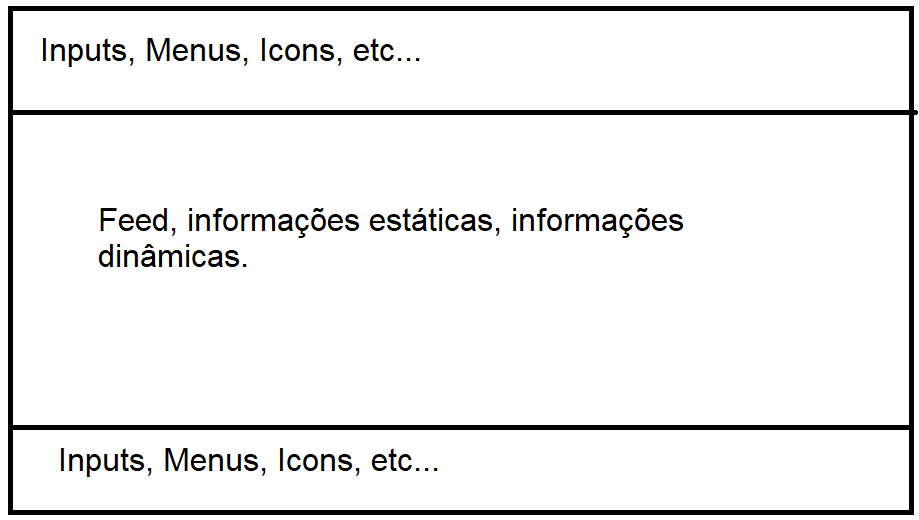 Inputs, Menus, Icons, etc...
Feed, informações estáticas, informações
dinâmicas.
Inputs, Menus, Icons, etc...